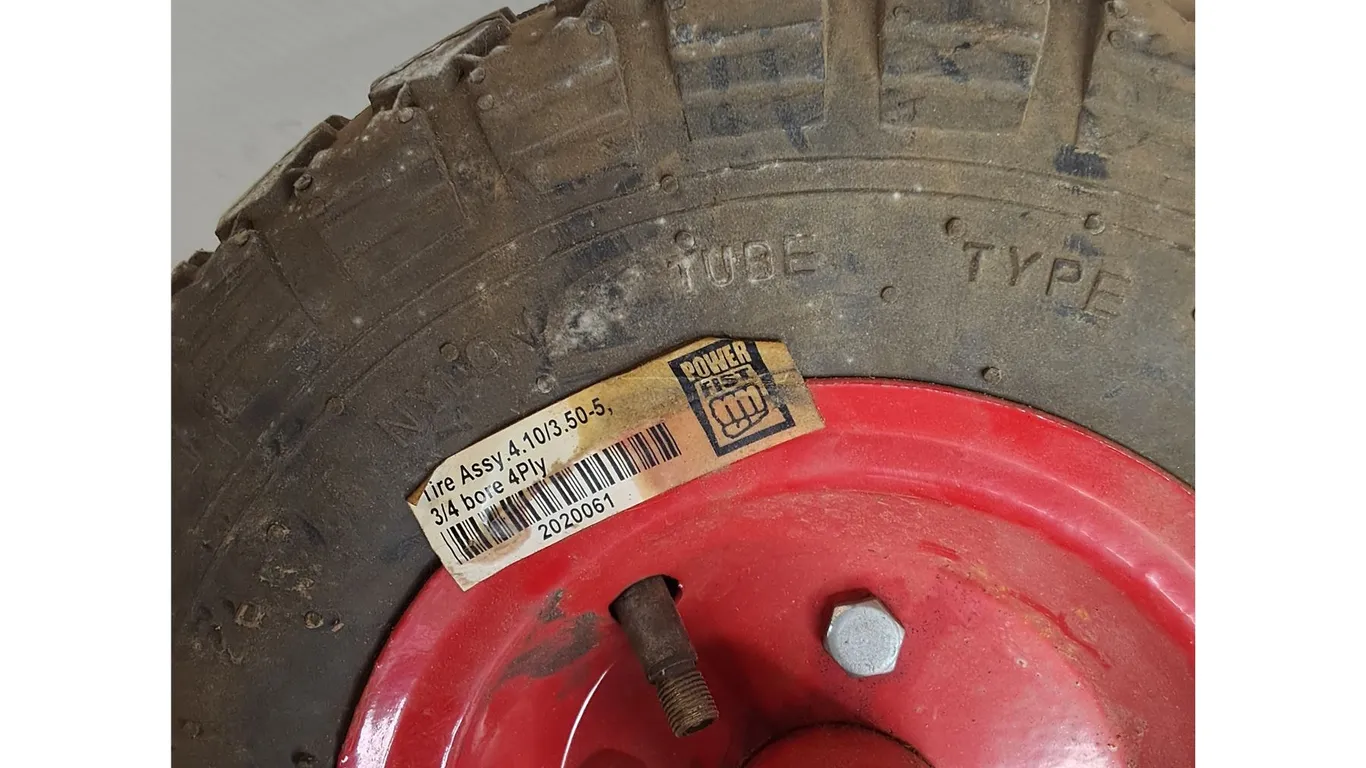 NYLON TUBE TYPE
POWER
FIST
Tire Assy.4.10/3.50-5,
3/4 bore 4Ply
2020061